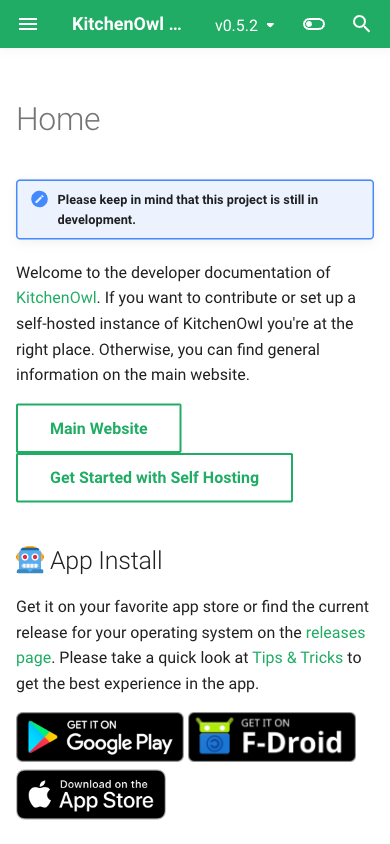 KitchenOwl ...
v0.5.2
Home
Please keep in mind that this project is still in
development.
Welcome to the developer documentation of
KitchenOwl. If you want to contribute or set up a
self-hosted instance of KitchenOwl you're at the
right place. Otherwise, you can find general
information on the main website.
Main Website
Get Started with Self Hosting
App Install
Get it on your favorite app store or find the current
release for your operating system on the releases
page. Please take a quick look at Tips & Tricks to
get the best experience in the app.
GET IT ON
Google Play
GET IT ON
F-Droid
Download on the
App Store